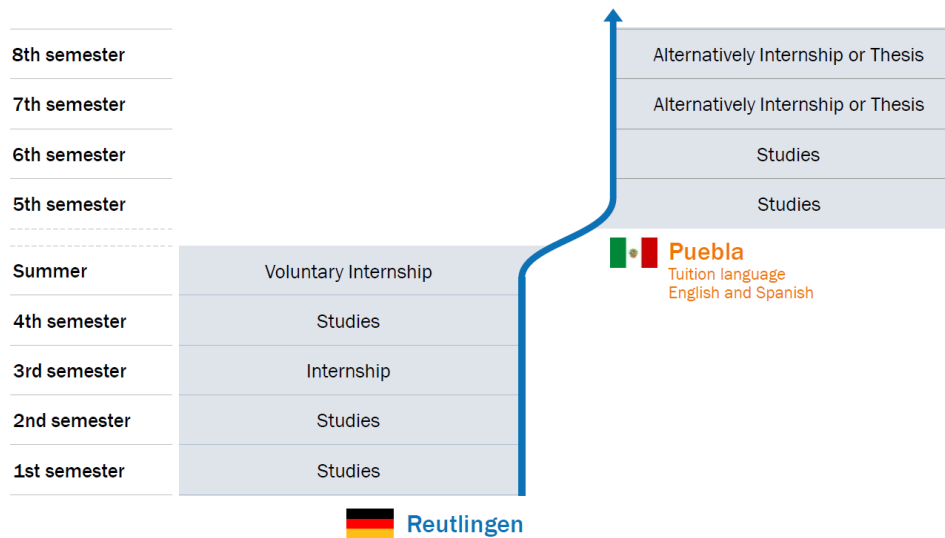 8th semester
Alternatively Internship or Thesis
7th semester
Alternatively Internship or Thesis
6th semester
Studies
5th semester
Studies
Puebla
Tuition language
English and Spanish
Summer
Voluntary Internship
4th semester
Studies
3rd semester
Internship
2nd semester
Studies
1st semester
Studies
Reutlingen